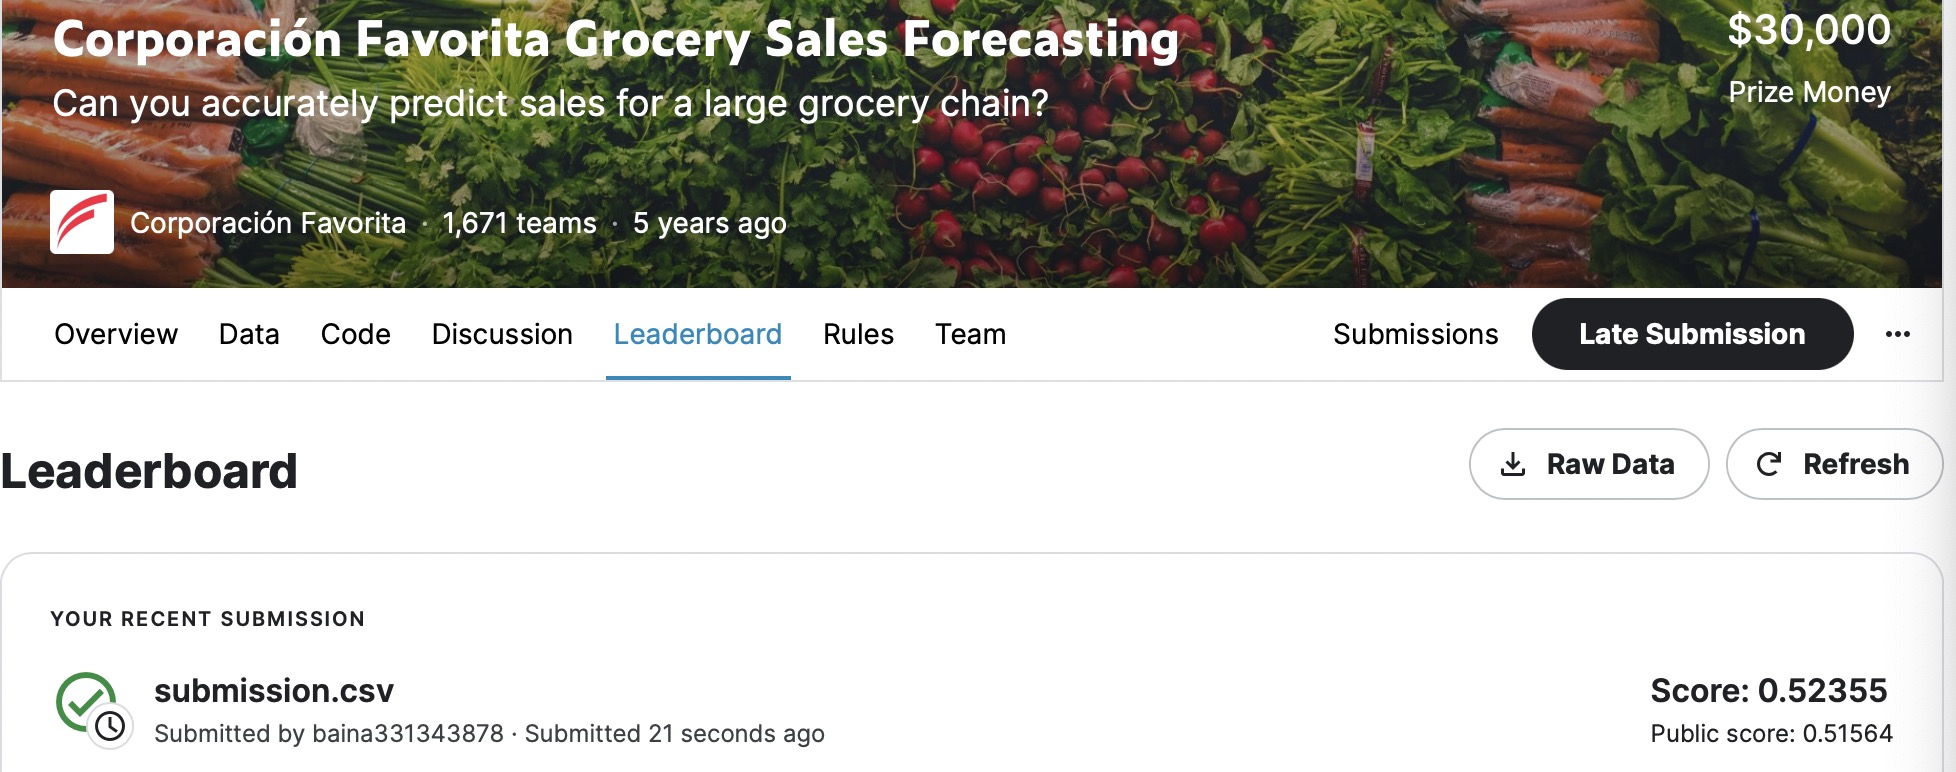 Corporación Favorita Grocery Sales Forecasting
$30,000
Can you accurately predict sales for a large grocery chain?
Prize Money
Corporación Favorita · 1,671 teams · 5 years ago
Overview Data Code Discussion Leaderboard Rules Team Submissions Late Submission ···
Leaderboard
Raw Data Refresh
YOUR RECENT SUBMISSION
submission.csv
Score: 0.52355
Submitted by baina331343878 · Submitted 21 seconds ago
Public score: 0.51564